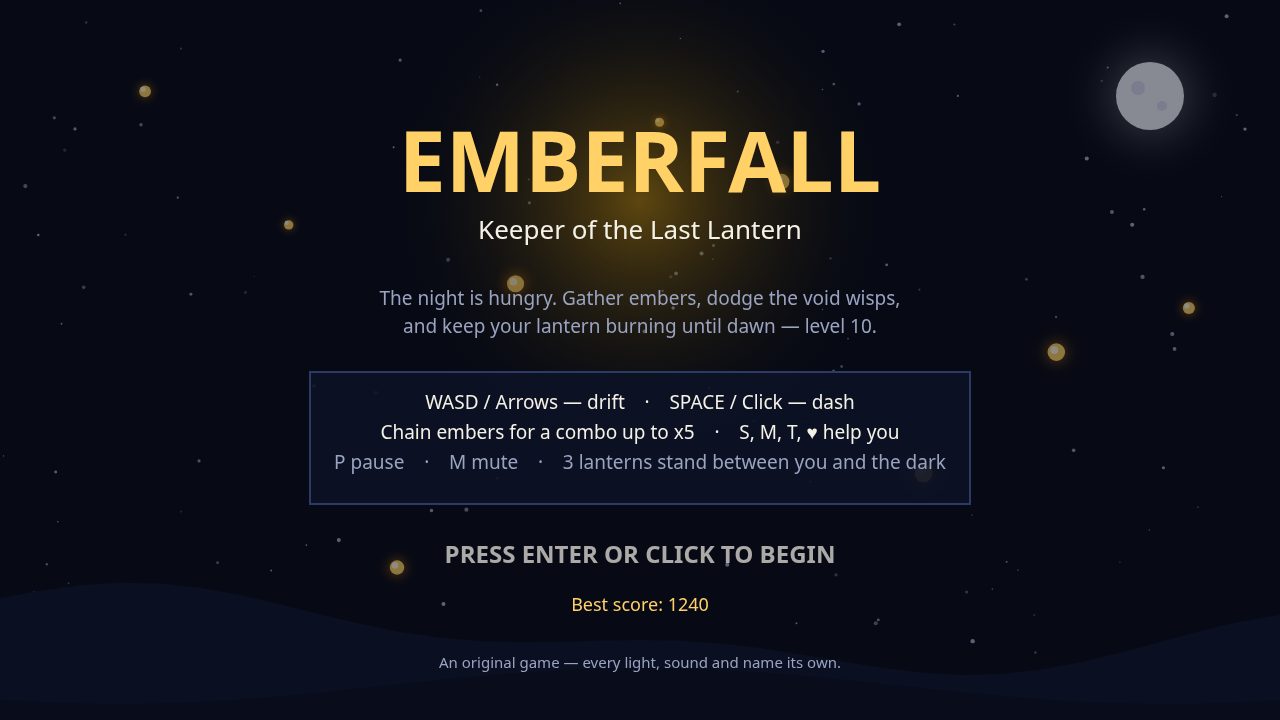 EMBERFALL
Keeper of the Last Lantern
The night is hungry. Gather embers, dodge the void wisps,
and keep your lantern burning until dawn — level 10.
WASD / Arrows — drift · SPACE / Click — dash
Chain embers for a combo up to x5 · S, M, T, ♥ help you
P pause · M mute · 3 lanterns stand between you and the dark
PRESS ENTER OR CLICK TO BEGIN
Best score: 1240
An original game — every light, sound and name its own.